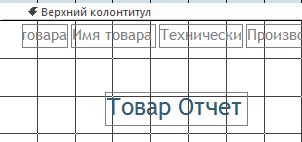 Верхний колонтитул
товара Имя товара Технически Произво
Товар Отчет